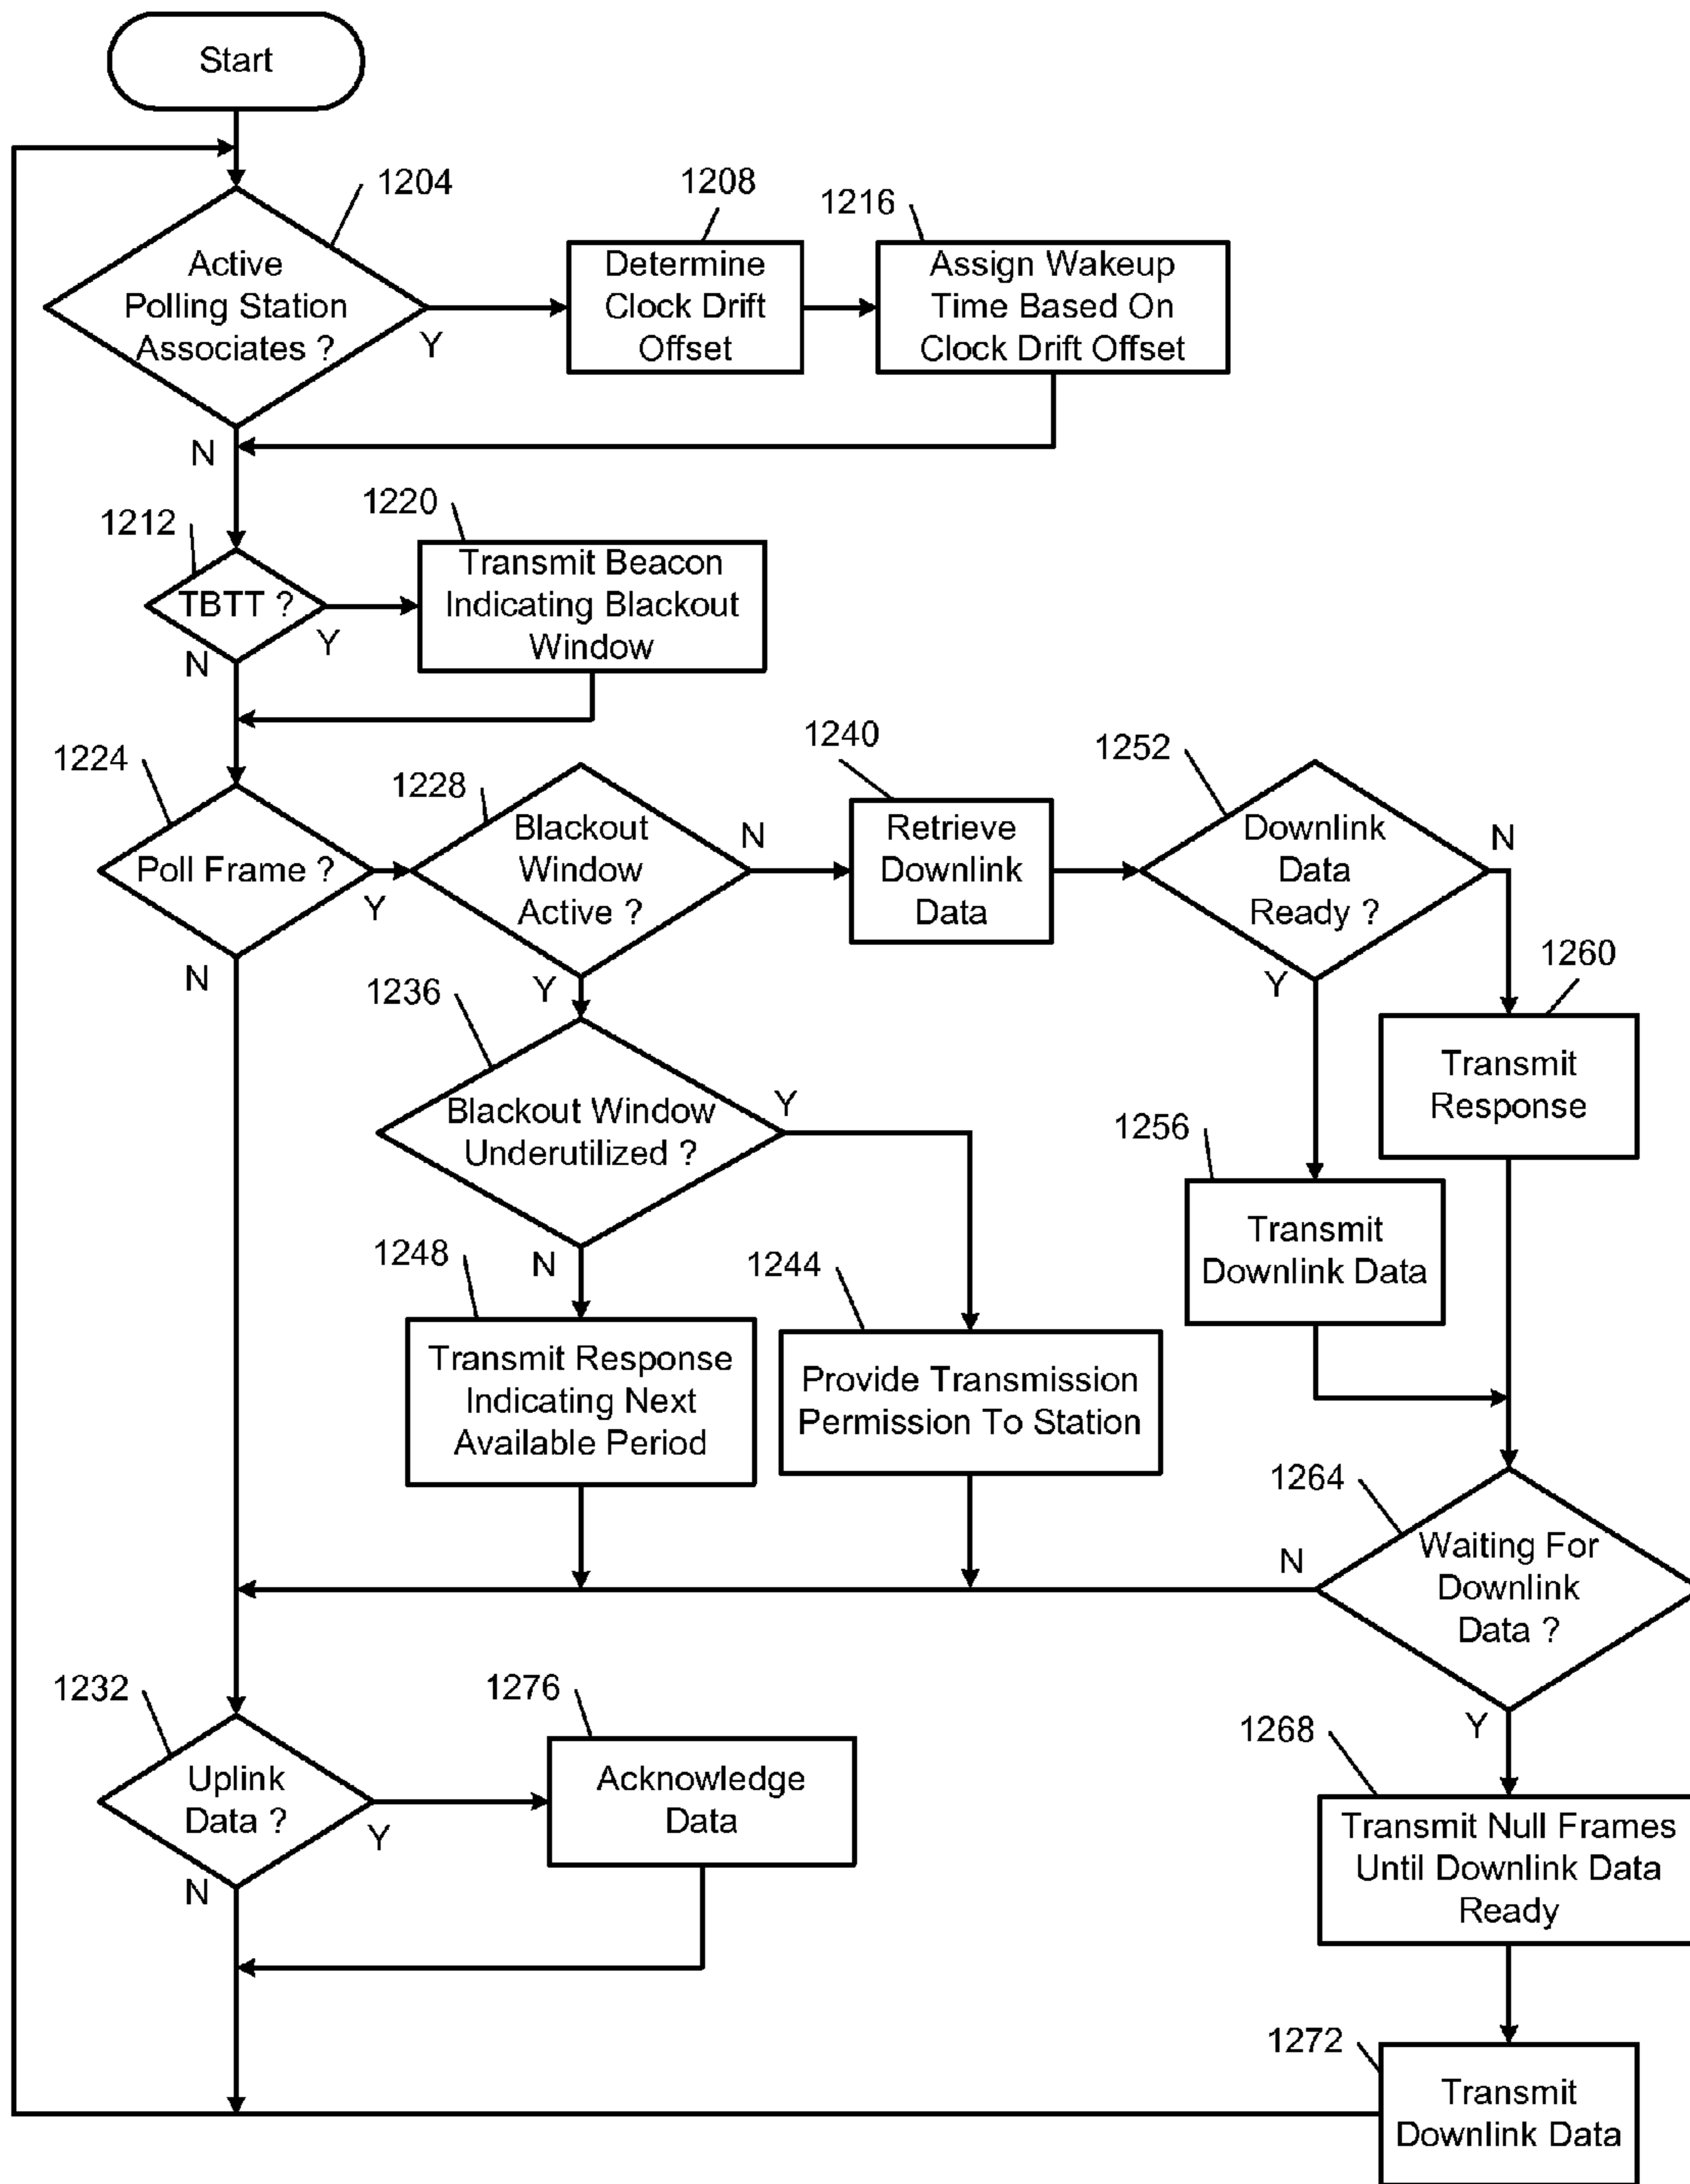 Start
1204
Active
Polling Station
Associates ?
Y
N
1208
Determine
Clock Drift
Offset
1216
Assign Wakeup
Time Based On
Clock Drift Offset
1212
TBTT ?
Y
N
1220
Transmit Beacon
Indicating Blackout
Window
1224
Poll Frame ?
Y
N
1228
Blackout
Window
Active ?
N
Y
1240
Retrieve
Downlink
Data
1252
Downlink
Data
Ready ?
N
Y
1260
Transmit
Response
1236
Blackout Window
Underutilized ?
Y
N
1256
Transmit
Downlink Data
1248
Transmit Response
Indicating Next
Available Period
1244
Provide Transmission
Permission To Station
1264
Waiting For
Downlink
Data ?
N
Y
1232
Uplink
Data ?
Y
N
1276
Acknowledge
Data
1268
Transmit Null Frames
Until Downlink Data
Ready
1272
Transmit
Downlink Data